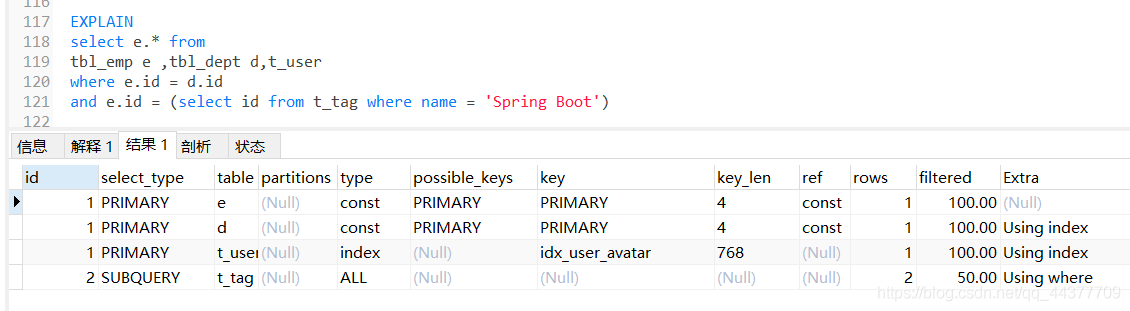 116
117 EXPLAIN
118 select e.* from
119 tbl_emp e ,tbl_dept d,t_user
120 where e.id = d.id
121 and e.id = (select id from t_tag where name = 'Spring Boot')
122
信息 解释 1 结果 1 剖析 状态
id select_type table partitions type possible_keys key key_len ref rows filtered Extra
1 PRIMARY e (Null) const PRIMARY PRIMARY 4 const 1 100.00 (Null)
1 PRIMARY d (Null) const PRIMARY PRIMARY 4 const 1 100.00 Using index
1 PRIMARY t_user (Null) index (Null) idx_user_avatar 768 (Null) 1 100.00 Using index
2 SUBQUERY t_tag (Null) ALL (Null) (Null) (Null) (Null) 2 50.00 Using where
https://blog.csdn.net/qq_44377709